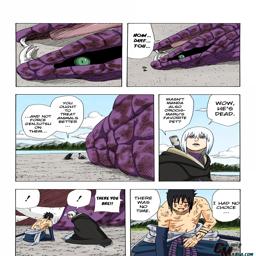 HOW...
DARE
YOU...
WOW,
HE'S
DEAD.
WASN'T
MANDA
ALSO
OROCHI-
MARU'S
FAVORITE
PET?
YOU
OUGHT TO
TREAT
ANIMALS
BETTER
...
...AND
NOT FORCE
GENJUTSU
ON
THEM...
I HAD
NO
CHOICE
...
THERE
WAS
NO
TIME.
THERE YOU
ARE!!